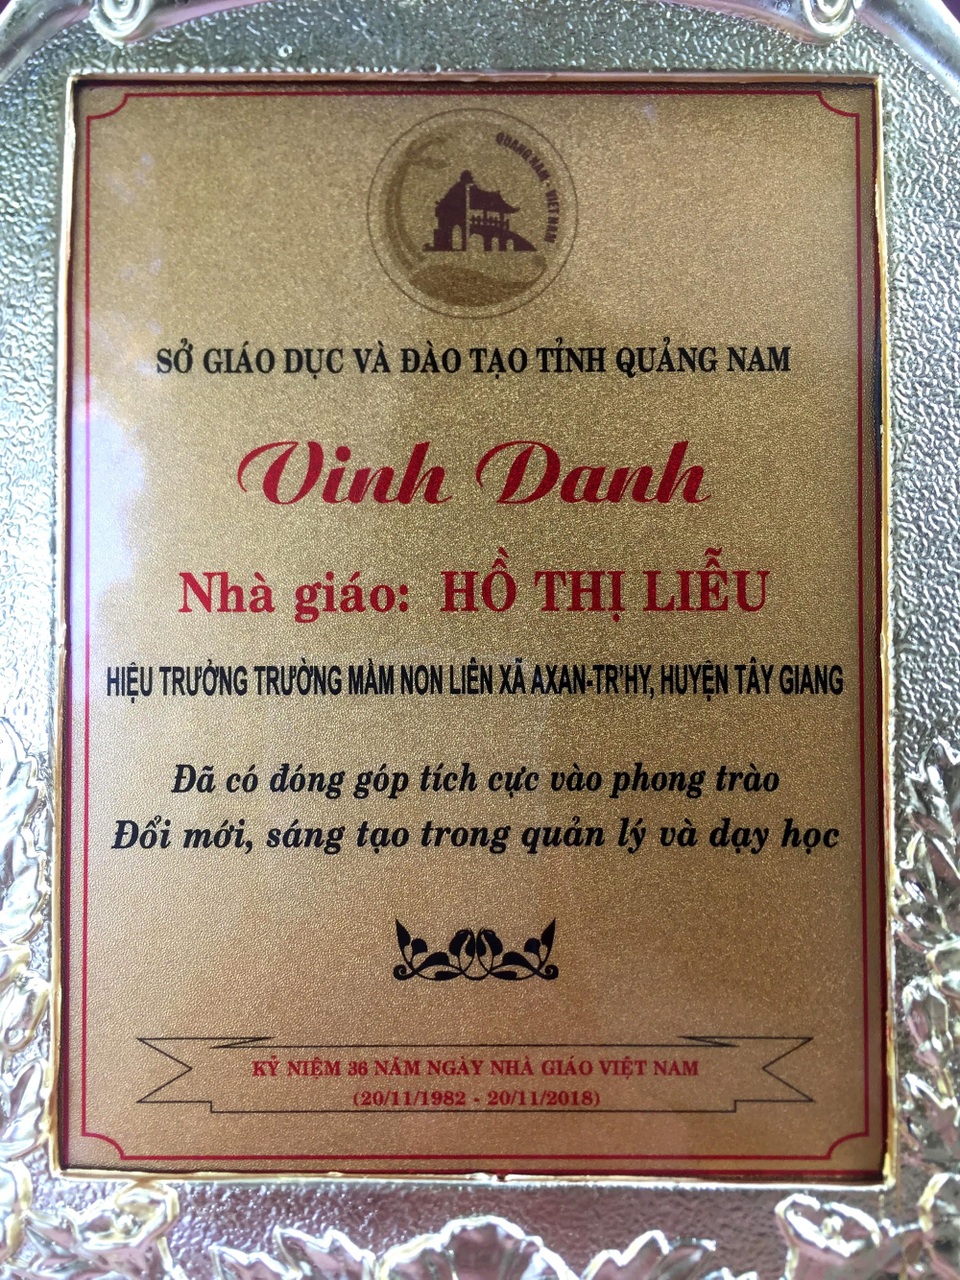 QUANG NAM - VIET NAM
SỞ GIÁO DỤC VÀ ĐÀO TẠO TỈNH QUẢNG NAM
Vinh Danh
Nhà giáo: HỒ THỊ LIỄU
HIỆU TRƯỞNG TRƯỜNG MẦM NON LIÊN XÃ AXAN-TR'HY, HUYỆN TÂY GIANG
Đã có đóng góp tích cực vào phong trào
Đổi mới, sáng tạo trong quản lý và dạy học
KỶ NIỆM 36 NĂM NGÀY NHÀ GIÁO VIỆT NAM
(20/11/1982 - 20/11/2018)